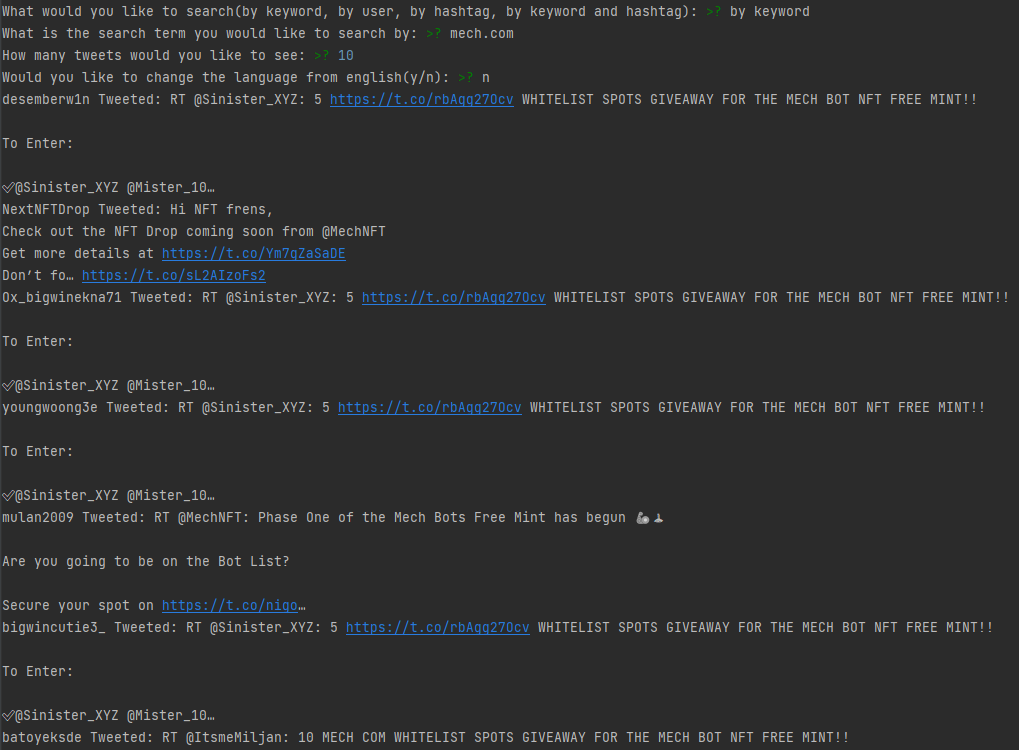 What would you like to search(by keyword, by user, by hashtag, by keyword and hashtag): >? by keyword
What is the search term you would like to search by: >? mech.com
How many tweets would you like to see: >? 10
Would you like to change the language from english(y/n): >? n
desemberw1n Tweeted: RT @Sinister_XYZ: 5 https://t.co/rbAqg27Ocv WHITELIST SPOTS GIVEAWAY FOR THE MECH BOT NFT FREE MINT!!
To Enter:
✅@Sinister_XYZ @Mister_10…
NextNFTDrop Tweeted: Hi NFT frens,
Check out the NFT Drop coming soon from @MechNFT
Get more details at https://t.co/Ym7gZaSaDE
Don’t fo… https://t.co/sL2AIzoFs2
Ox_bigwinekna71 Tweeted: RT @Sinister_XYZ: 5 https://t.co/rbAqg27Ocv WHITELIST SPOTS GIVEAWAY FOR THE MECH BOT NFT FREE MINT!!
To Enter:
✅@Sinister_XYZ @Mister_10…
youngwoong3e Tweeted: RT @Sinister_XYZ: 5 https://t.co/rbAqg27Ocv WHITELIST SPOTS GIVEAWAY FOR THE MECH BOT NFT FREE MINT!!
To Enter:
✅@Sinister_XYZ @Mister_10…
mulan2009 Tweeted: RT @MechNFT: Phase One of the Mech Bots Free Mint has begun 🦾🕹
Are you going to be on the Bot List?
Secure your spot on https://t.co/niqo…
bigwincutie3_ Tweeted: RT @Sinister_XYZ: 5 https://t.co/rbAqg27Ocv WHITELIST SPOTS GIVEAWAY FOR THE MECH BOT NFT FREE MINT!!
To Enter:
✅@Sinister_XYZ @Mister_10…
batoyeksde Tweeted: RT @ItsmeMiljan: 10 MECH COM WHITELIST SPOTS GIVEAWAY FOR THE MECH BOT NFT FREE MINT!!